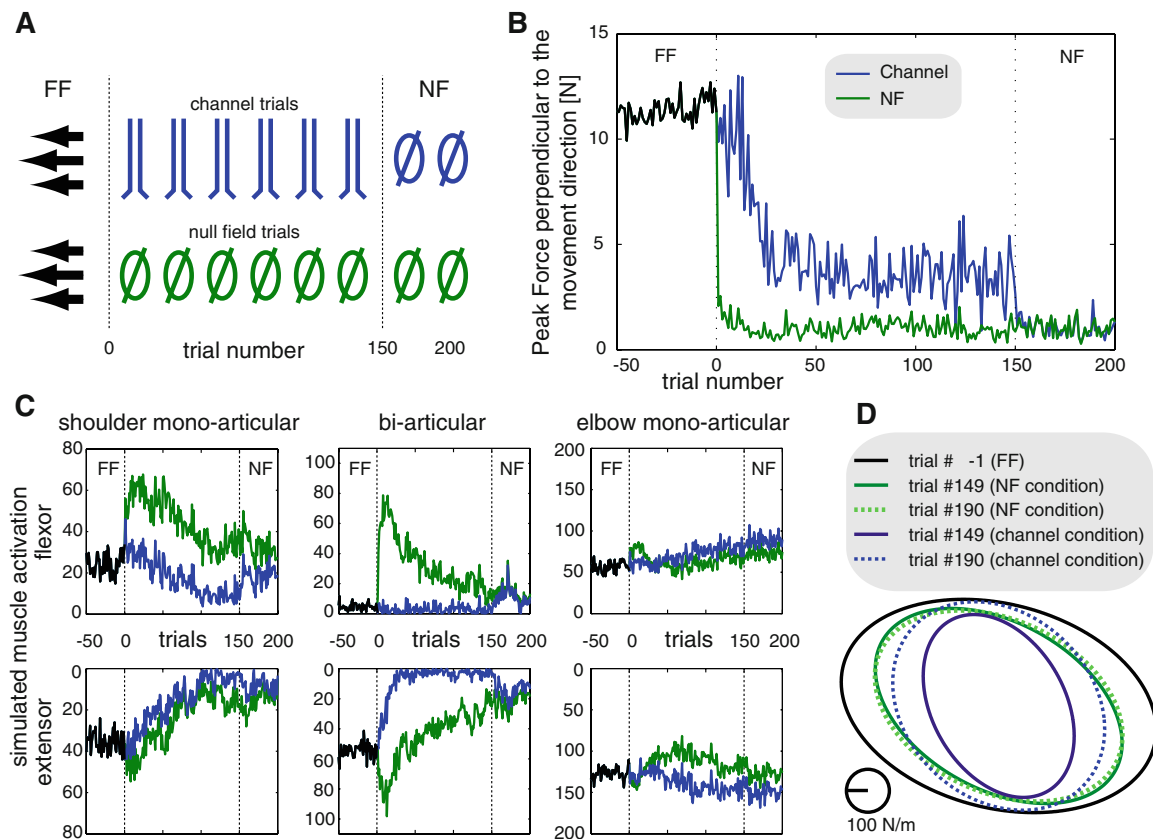 A
FF
NF
channel trials
null field trials
0
trial number
150
200
B
Peak Force perpendicular to the
movement direction [N]
15
10
5
0
FF
NF
Channel
NF
-50
0
50
100
150
200
trial number
C
simulated muscle activation
flexor
extensor
shoulder mono-articular
80
60
40
20
0
FF
NF
-50
0
trials
150
200
0
20
40
60
80
bi-articular
100
80
60
40
20
0
FF
NF
-50
0
trials
150
200
0
20
40
60
80
100
elbow mono-articular
200
150
100
50
0
FF
NF
-50
0
trials
150
200
0
50
100
150
200
D
trial # -1 (FF)
trial #149 (NF condition)
trial #190 (NF condition)
trial #149 (channel condition)
trial #190 (channel condition)
100 N/m